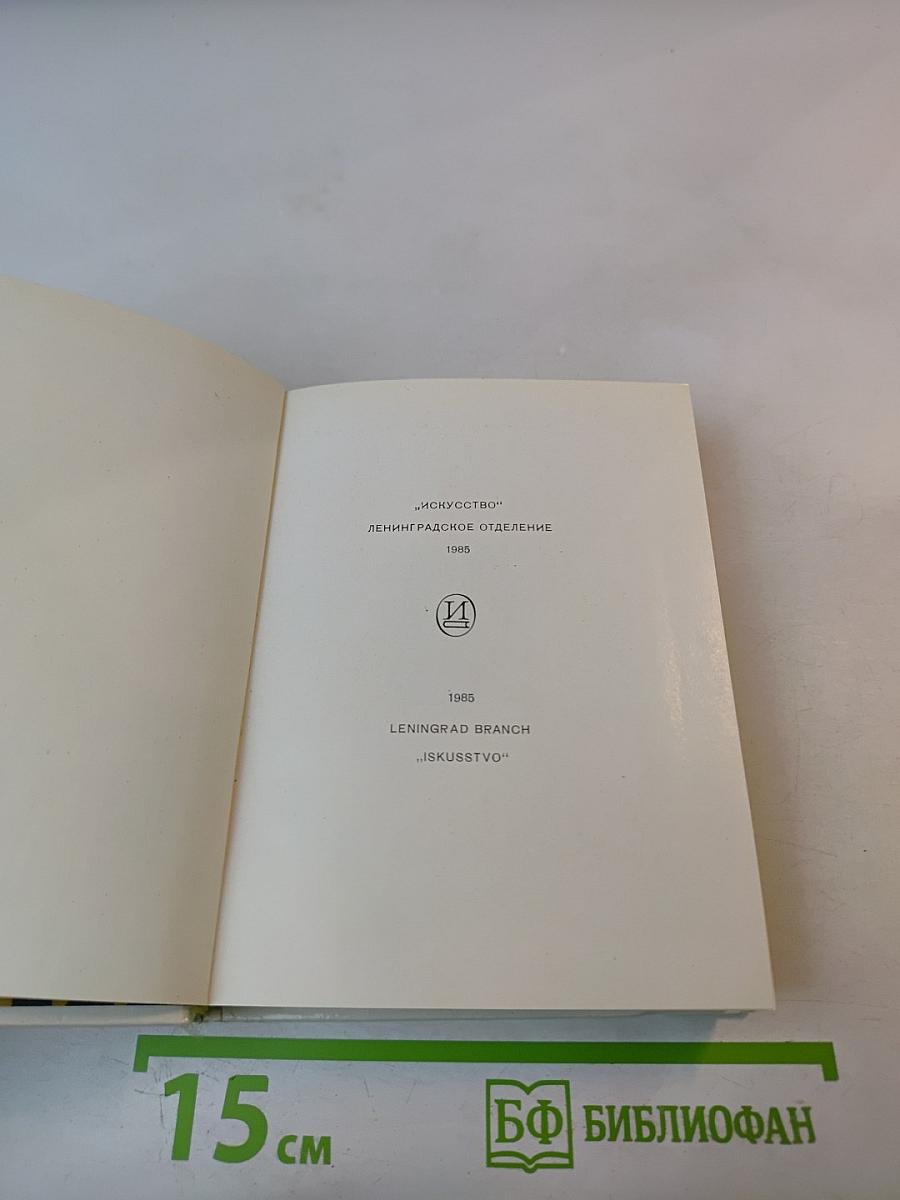 „ИСКУССТВО“
ЛЕНИНГРАДСКОЕ ОТДЕЛЕНИЕ
1985
И
1985
LENINGRAD BRANCH
„ISKUSSTVO“
15 см
БФ БИБЛИОФАН